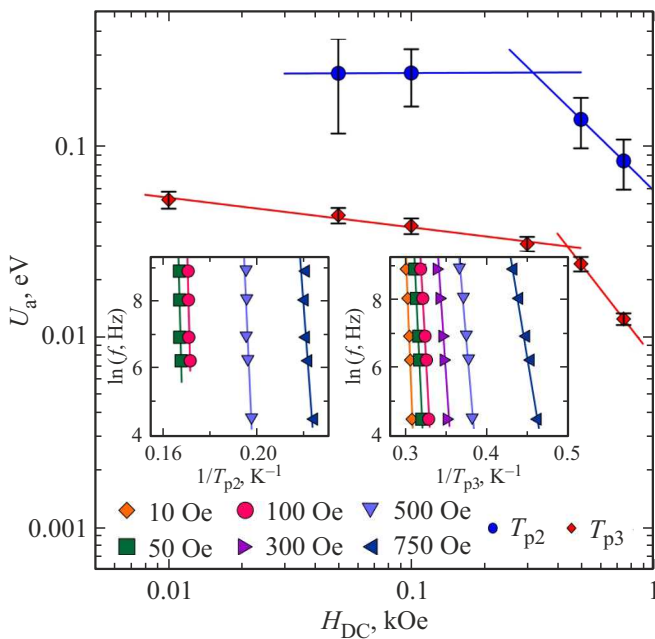 U_a, eV
0.1
0.01
0.001
ln (f, Hz)
8
6
4
0.16
0.20
1/T_p2, K⁻¹
ln (f, Hz)
8
6
4
0.3
0.4
0.5
1/T_p3, K⁻¹
10 Oe
100 Oe
500 Oe
T_p2
T_p3
50 Oe
300 Oe
750 Oe
0.01
0.1
1
H_DC, kOe